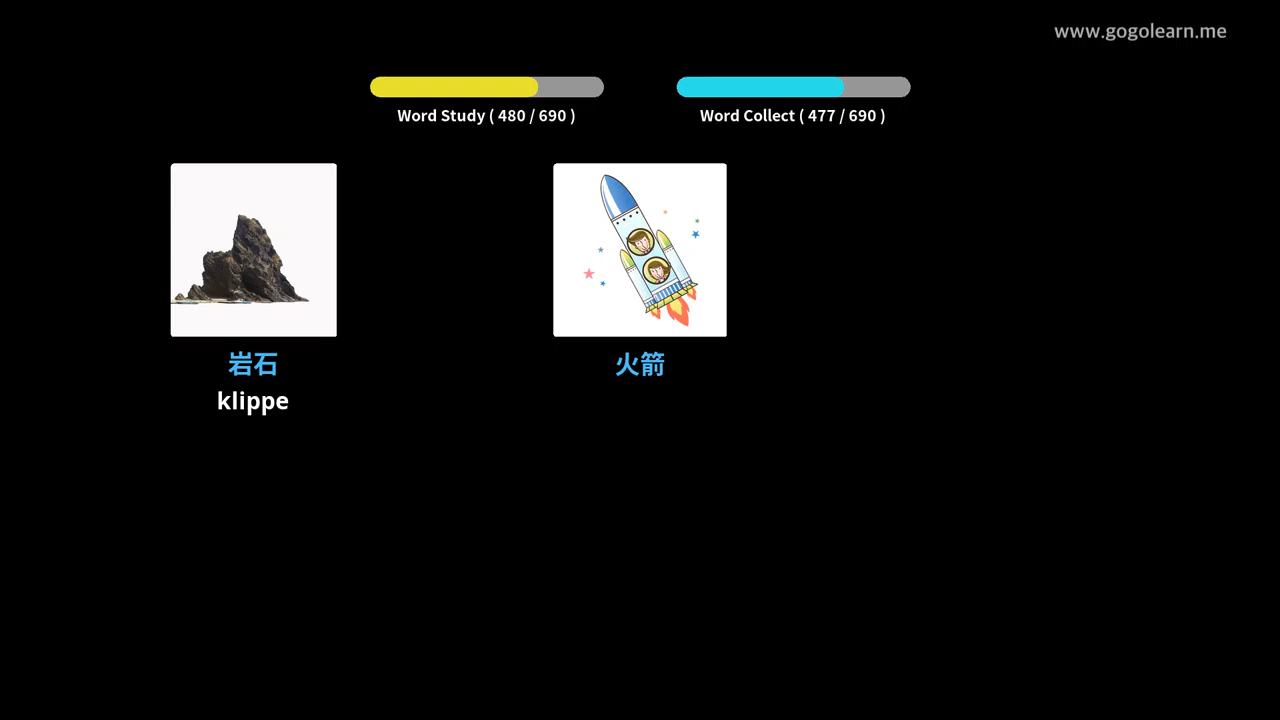 www.gogolearn.me
Word Study ( 480 / 690 )
Word Collect ( 477 / 690 )
岩石
klippe
火箭